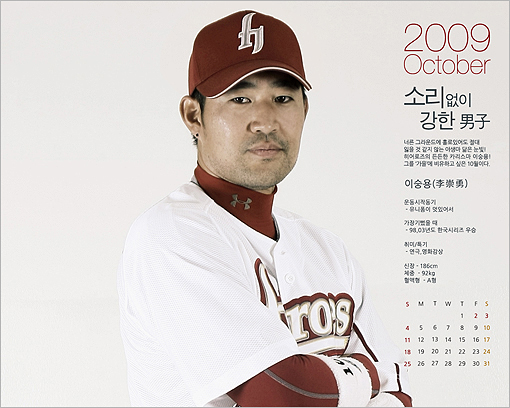 2009
October
소리없이
강한 男子
너른 그라운드에 홀로있어도 절대
잃을 것 같지 않는 야생마 닮은 눈빛!
히어로즈의 든든한 카리스마 이숭용!
그를 '가을'에 비유하고 싶은 10월이다.
이숭용(李崇勇)
운동시작동기
- 유니폼이 멋있어서
가장기뻤을 때
- 98,03년도 한국시리즈 우승
취미/특기
- 연극,영화감상
신장 - 186cm
체중 - 92kg
혈액형 - A형
S M T W T F S
1 2 3
4 5 6 7 8 9 10
11 12 13 14 15 16 17
18 19 20 21 22 23 24
25 26 27 28 29 30 31
h
UNDER ARMOUR
eroes